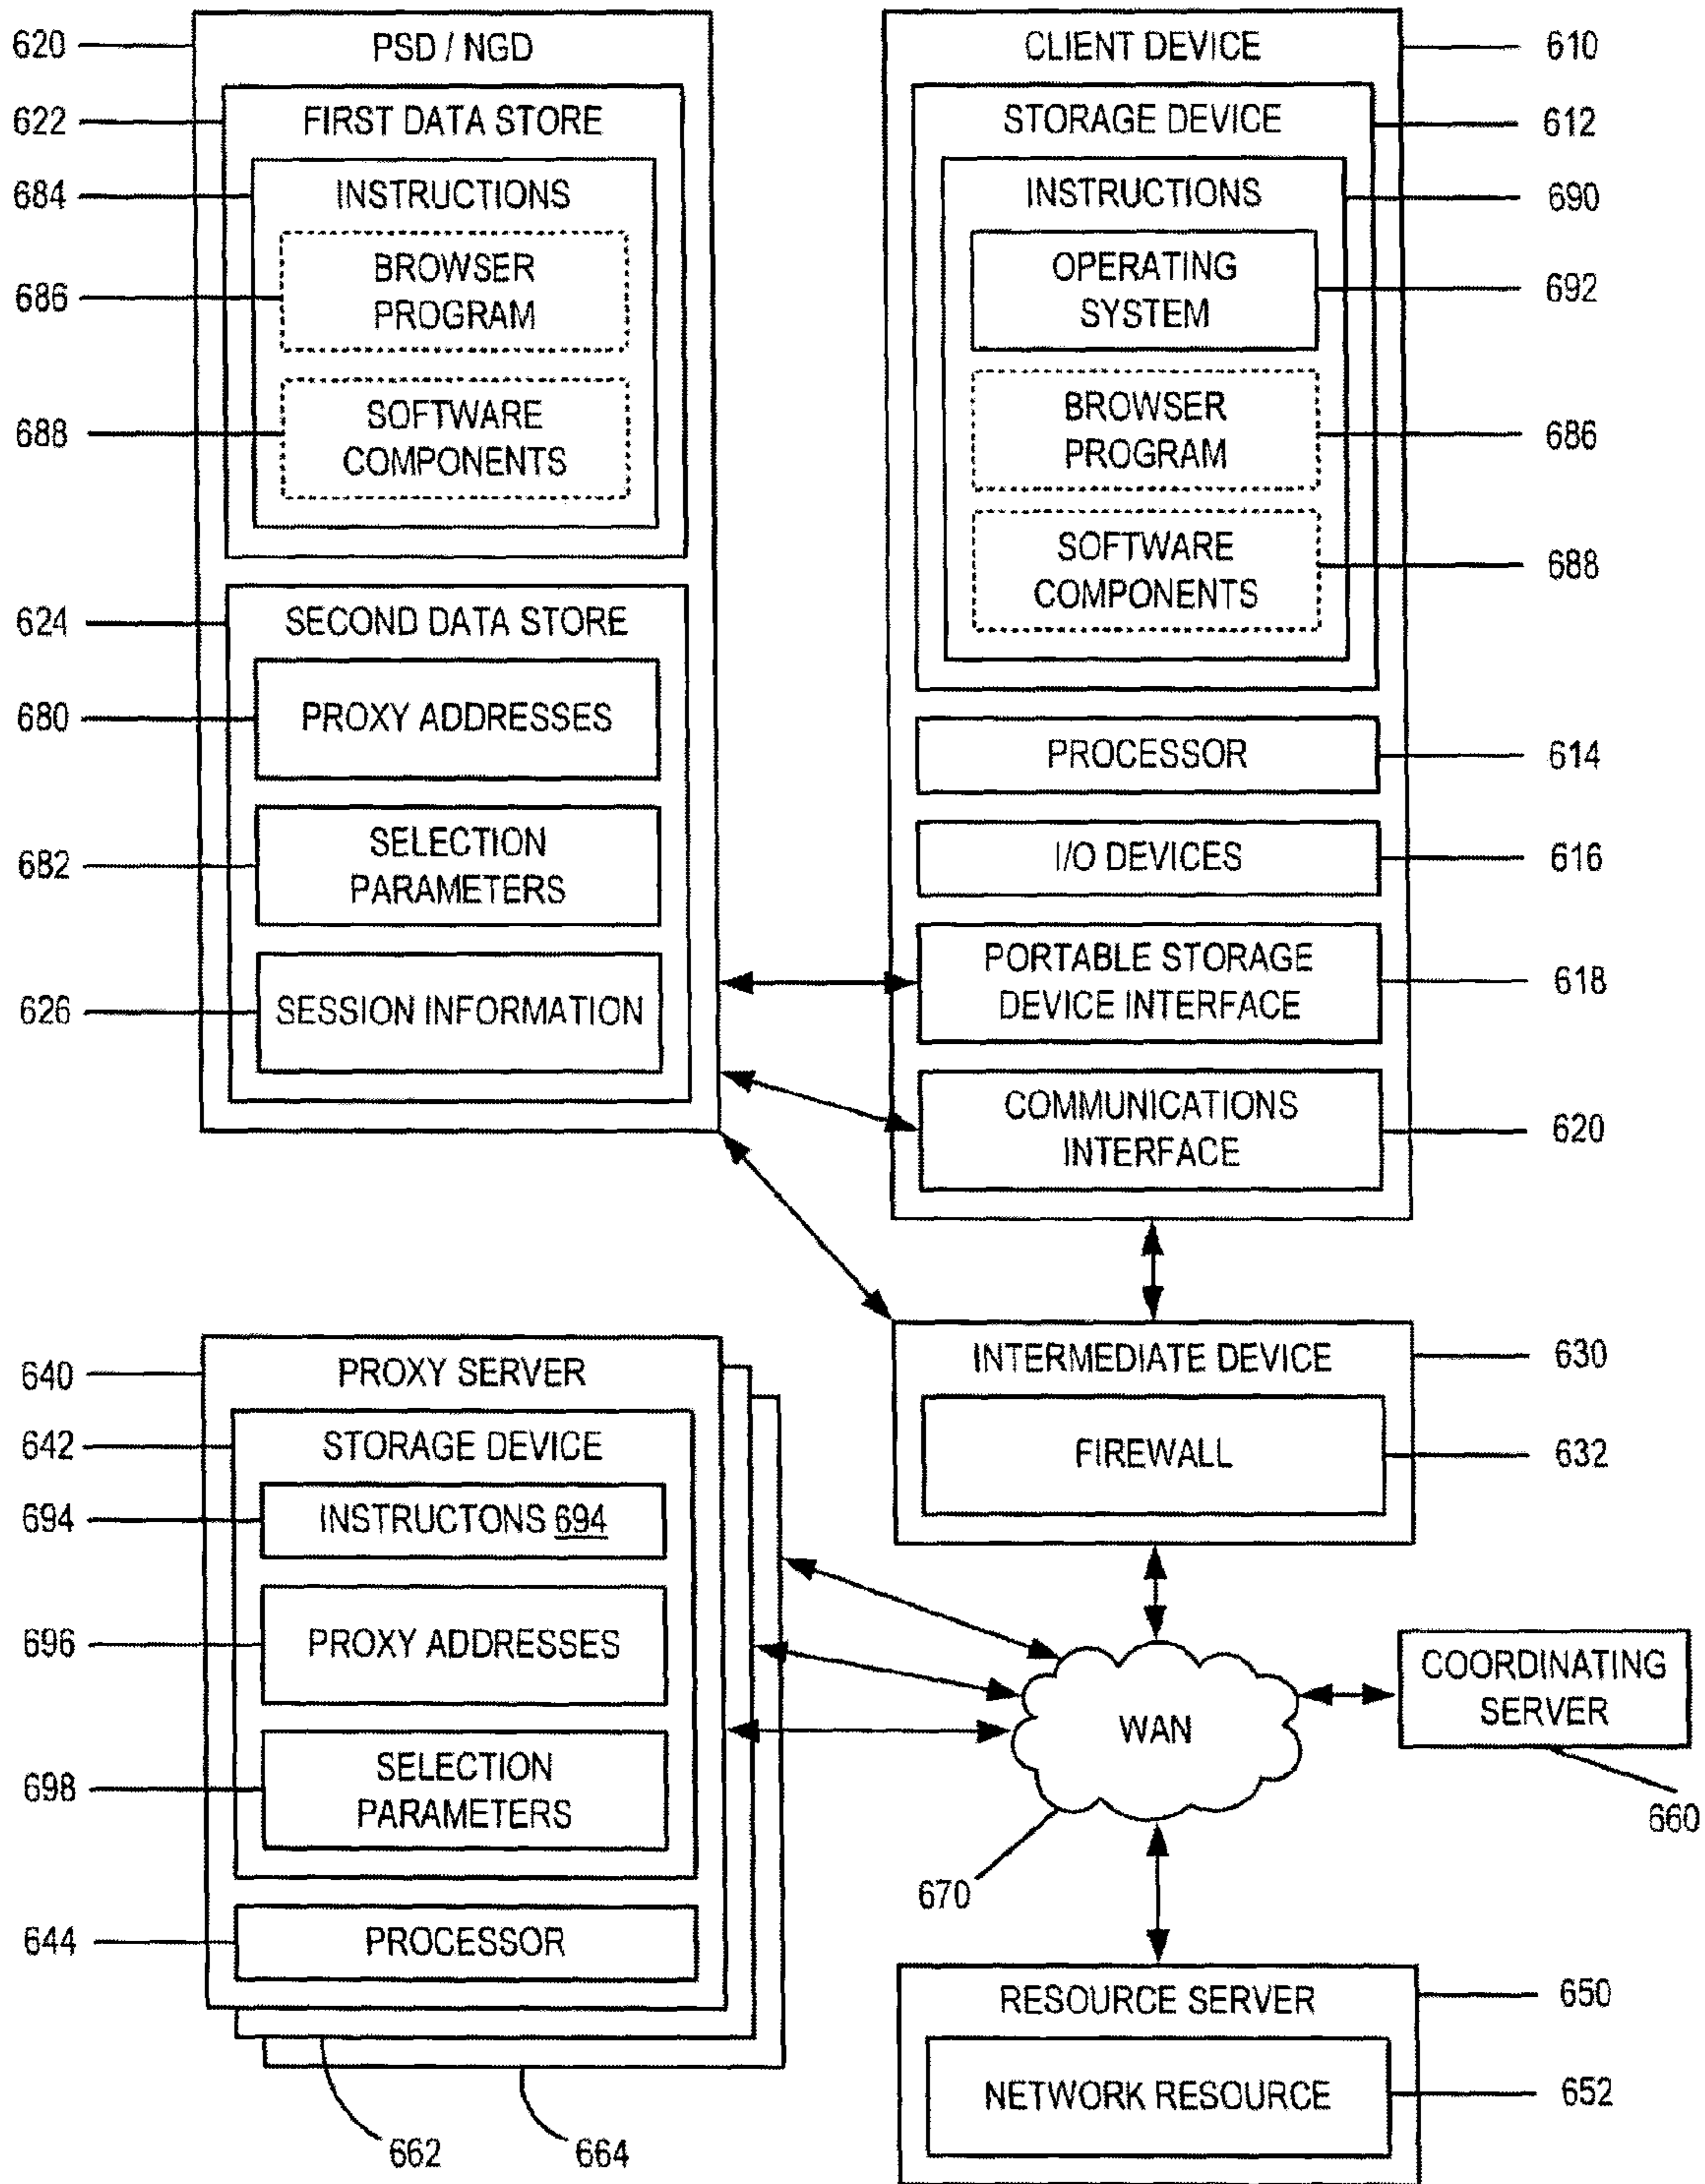 620
PSD / NGD
622
FIRST DATA STORE
684
INSTRUCTIONS
686
BROWSER
PROGRAM
688
SOFTWARE
COMPONENTS
624
SECOND DATA STORE
680
PROXY ADDRESSES
682
SELECTION
PARAMETERS
626
SESSION INFORMATION
CLIENT DEVICE
610
STORAGE DEVICE
612
INSTRUCTIONS
690
OPERATING
SYSTEM
692
BROWSER
PROGRAM
686
SOFTWARE
COMPONENTS
688
PROCESSOR
614
I/O DEVICES
616
PORTABLE STORAGE
DEVICE INTERFACE
618
COMMUNICATIONS
INTERFACE
620
INTERMEDIATE DEVICE
630
FIREWALL
632
640
PROXY SERVER
642
STORAGE DEVICE
694
INSTRUCTONS 694
696
PROXY ADDRESSES
698
SELECTION
PARAMETERS
644
PROCESSOR
662
664
WAN
670
COORDINATING
SERVER
660
RESOURCE SERVER
650
NETWORK RESOURCE
652